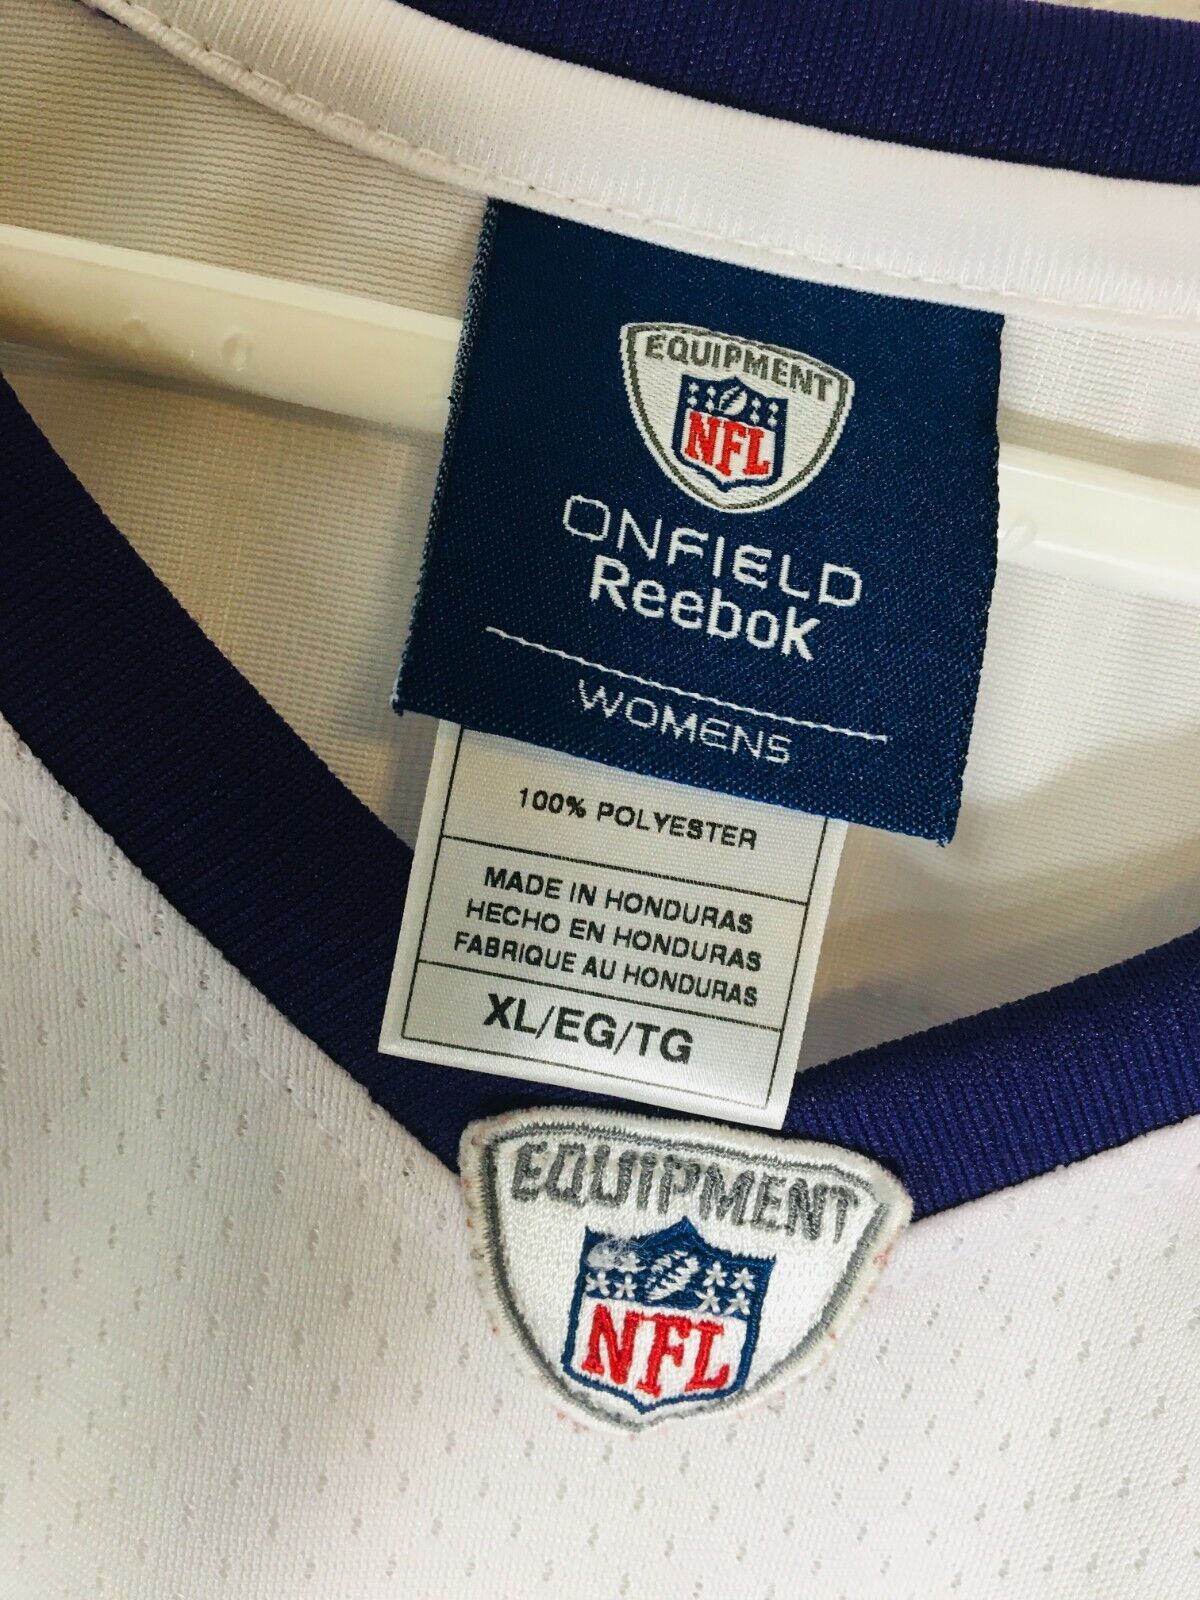 EQUIPMENT
NFL
ONFIELD
Reebok
WOMENS
100% POLYESTER
MADE IN HONDURAS
HECHO EN HONDURAS
FABRIQUE AU HONDURAS
XL/EG/TG
EQUIPMENT
NFL